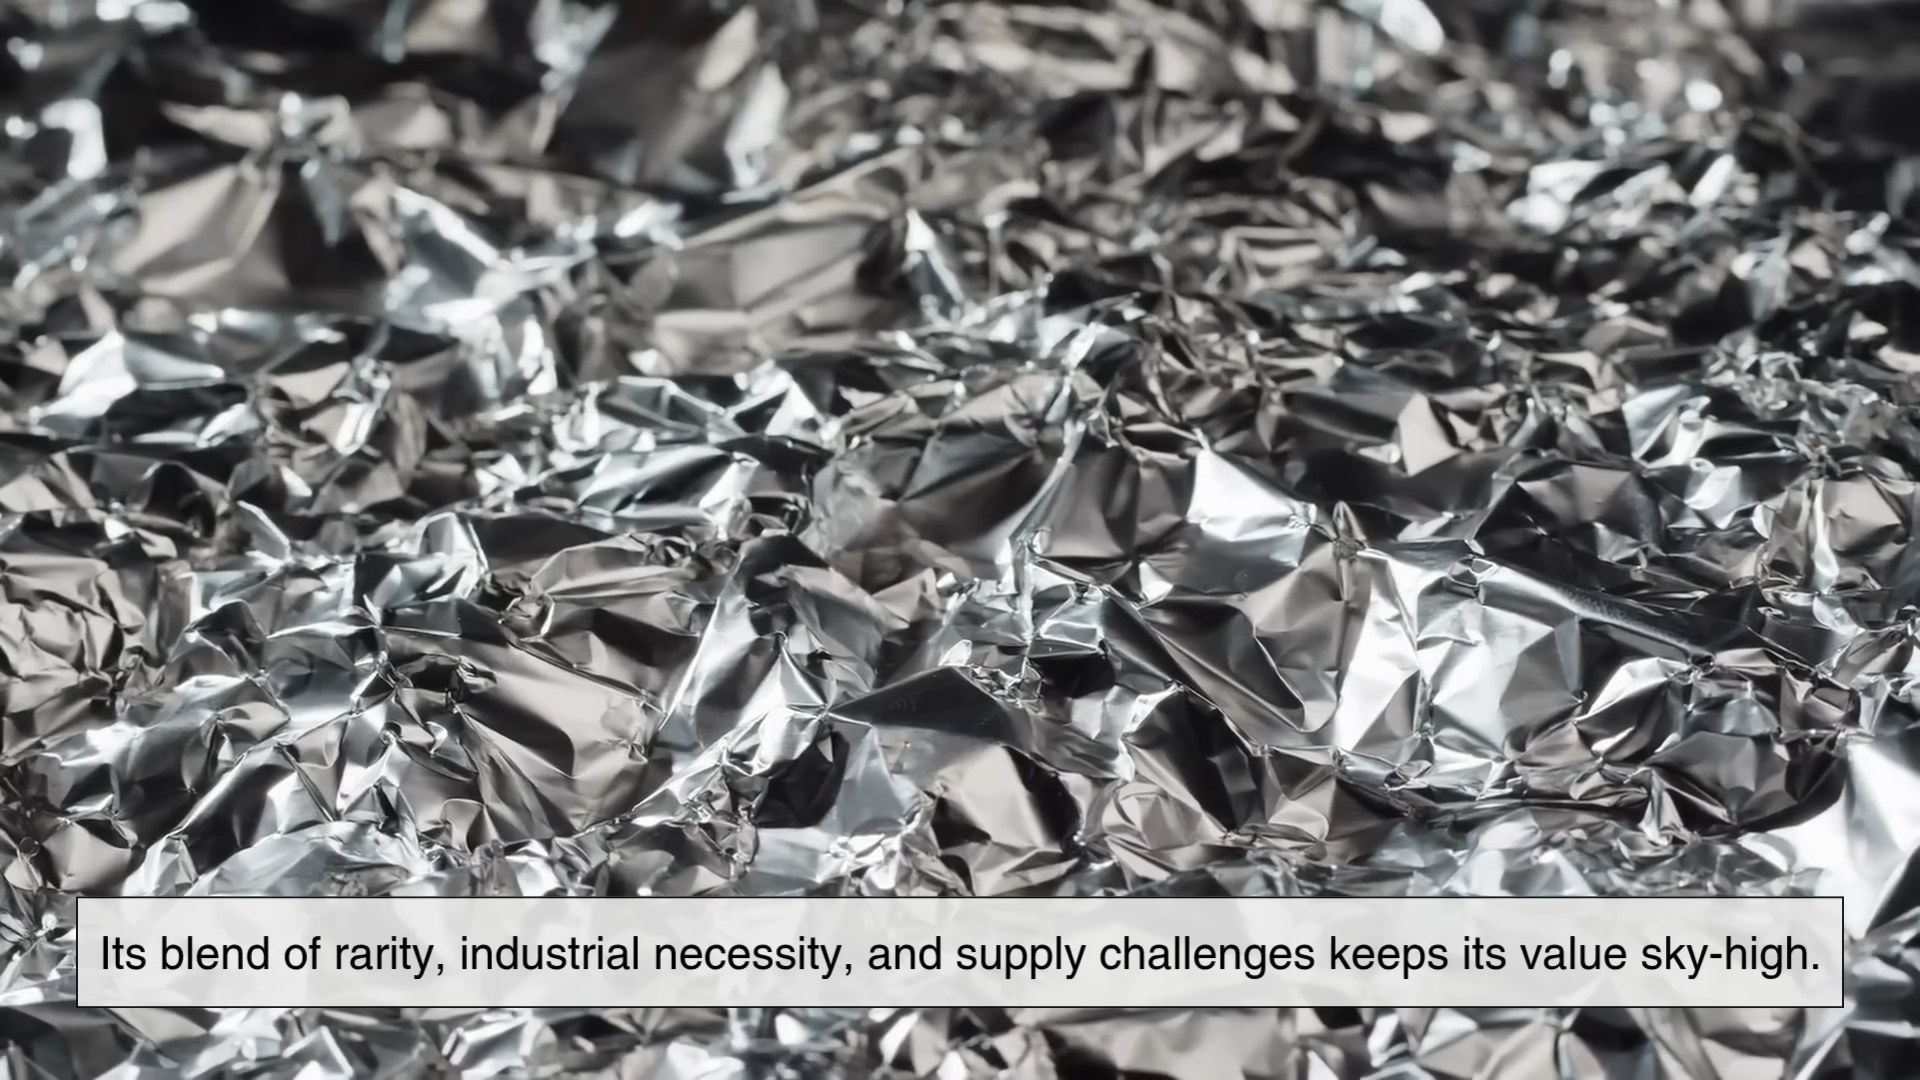 Its blend of rarity, industrial necessity, and supply challenges keeps its value sky-high.